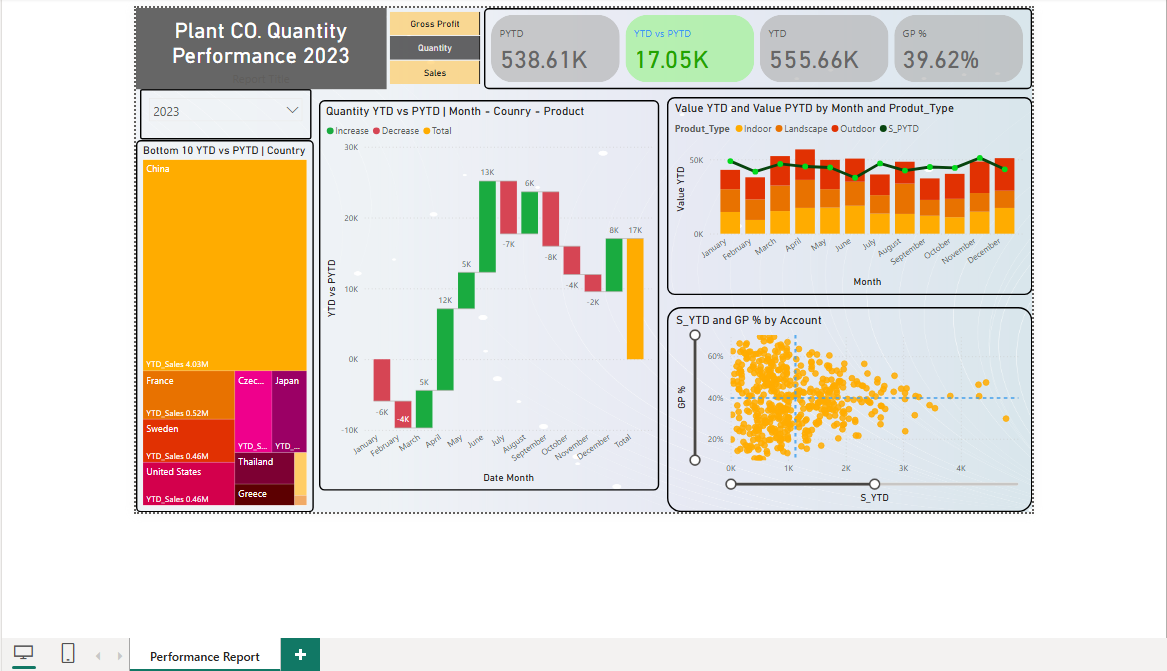 Plant CO. Quantity
Performance 2023
Report Title
Gross Profit
Quantity
Sales
PYTD
538.61K
YTD vs PYTD
17.05K
YTD
555.66K
GP %
39.62%
2023
Bottom 10 YTD vs PYTD | Country
China
YTD_Sales 4.03M
France
YTD_Sales 0.52M
Sweden
YTD_Sales 0.46M
United States
YTD_Sales 0.46M
Czec...
YTD_S...
Japan
YTD_...
Thailand
Greece
Quantity YTD vs PYTD | Month - Counry - Product
Increase Decrease Total
30K
20K
10K
0K
-10K
YTD vs PYTD
-6K
-4K
5K
12K
5K
13K
-7K
6K
-8K
-4K
-2K
8K
17K
January
February
March
April
May
June
July
August
September
October
November
December
Total
Date Month
Value YTD and Value PYTD by Month and Produt_Type
Produt_Type Indoor Landscape Outdoor S_PYTD
50K
0K
Value YTD
January
February
March
April
May
June
July
August
September
October
November
December
Month
S_YTD and GP % by Account
GP %
60%
40%
20%
0K 1K 2K 3K 4K
S_YTD
Performance Report
+